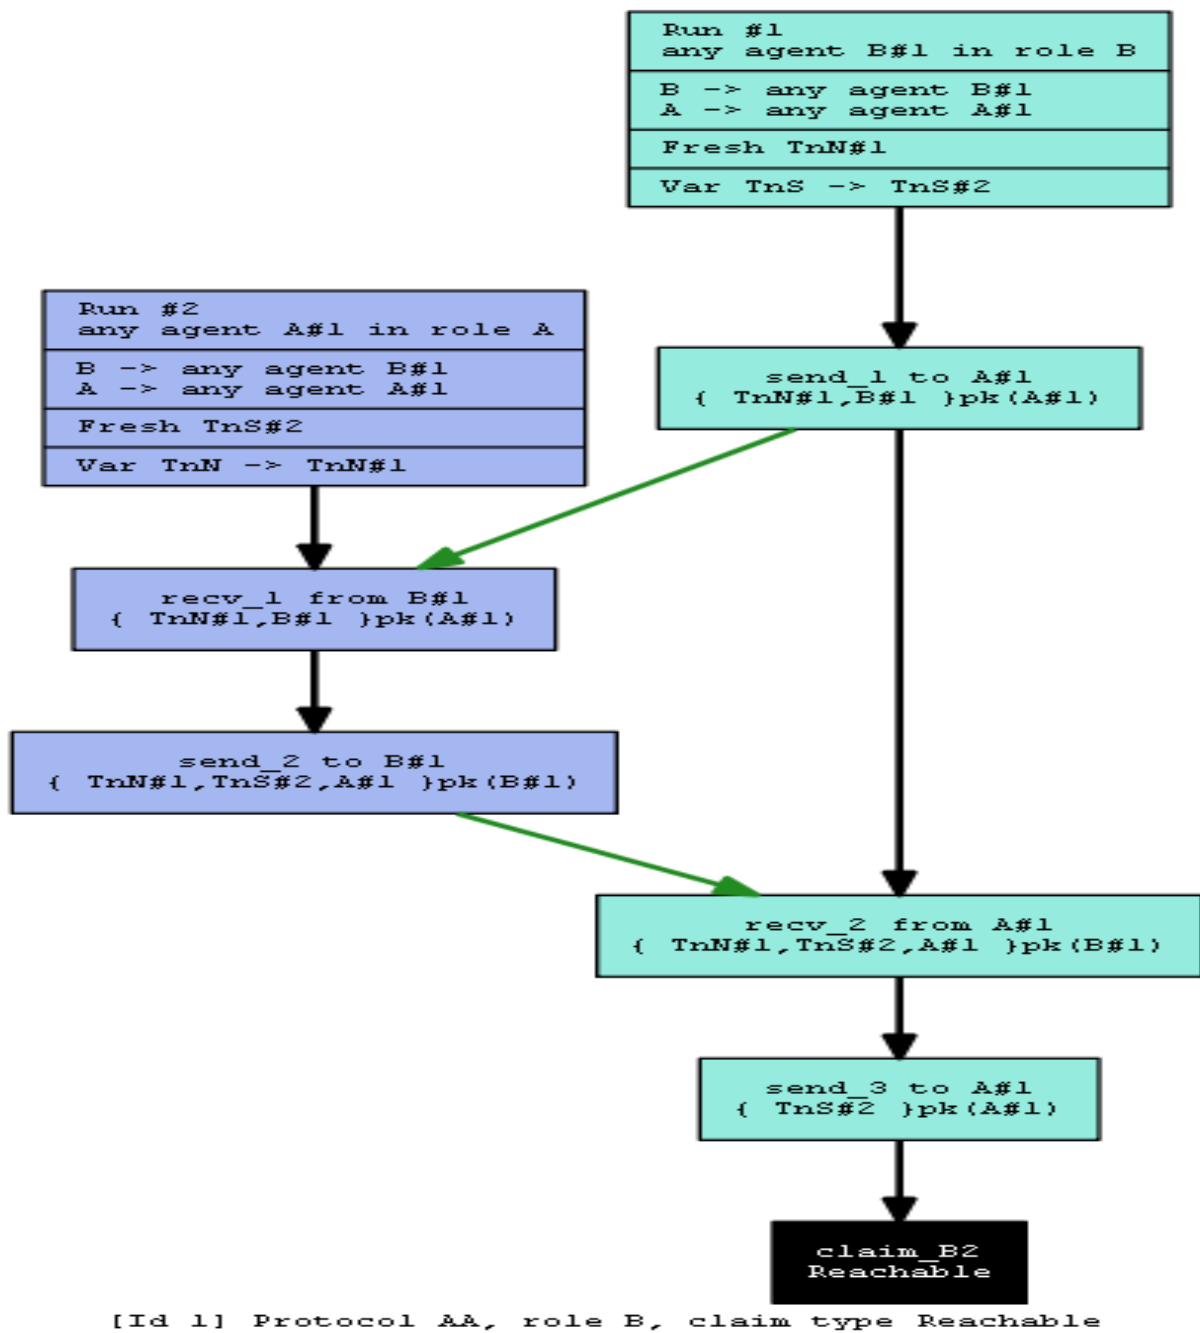 Run #1
any agent B#1 in role B
B -> any agent B#1
A -> any agent A#1
Fresh TnN#1
Var TnS -> TnS#2
Run #2
any agent A#1 in role A
B -> any agent B#1
A -> any agent A#1
Fresh TnS#2
Var TnN -> TnN#1
send_1 to A#1
{ TnN#1,B#1 }pk(A#1)
recv_1 from B#1
{ TnN#1,B#1 }pk(A#1)
send_2 to B#1
{ TnN#1,TnS#2,A#1 }pk(B#1)
recv_2 from A#1
{ TnN#1,TnS#2,A#1 }pk(B#1)
send_3 to A#1
{ TnS#2 }pk(A#1)
claim_B2
Reachable
[Id 1] Protocol AA, role B, claim type Reachable